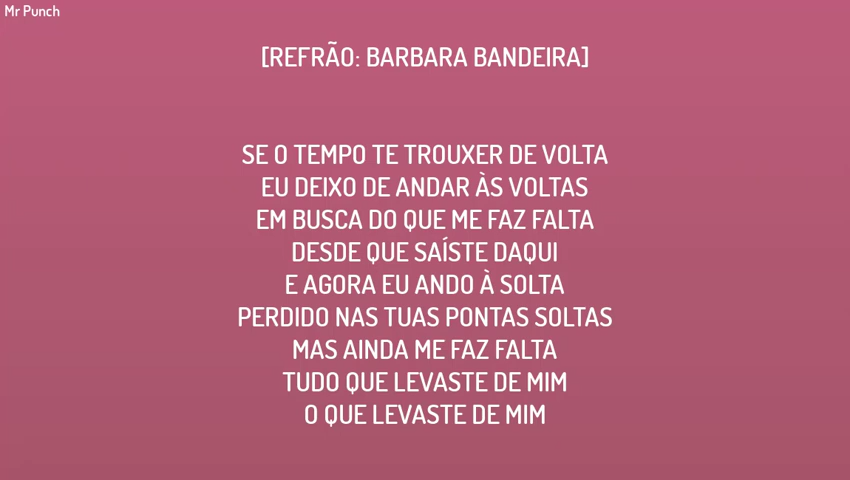 Mr Punch
[REFRÃO: BARBARA BANDEIRA]
SE O TEMPO TE TROUXER DE VOLTA
EU DEIXO DE ANDAR ÀS VOLTAS
EM BUSCA DO QUE ME FAZ FALTA
DESDE QUE SAÍSTE DAQUI
E AGORA EU ANDO À SOLTA
PERDIDO NAS TUAS PONTAS SOLTAS
MAS AINDA ME FAZ FALTA
TUDO QUE LEVASTE DE MIM
O QUE LEVASTE DE MIM